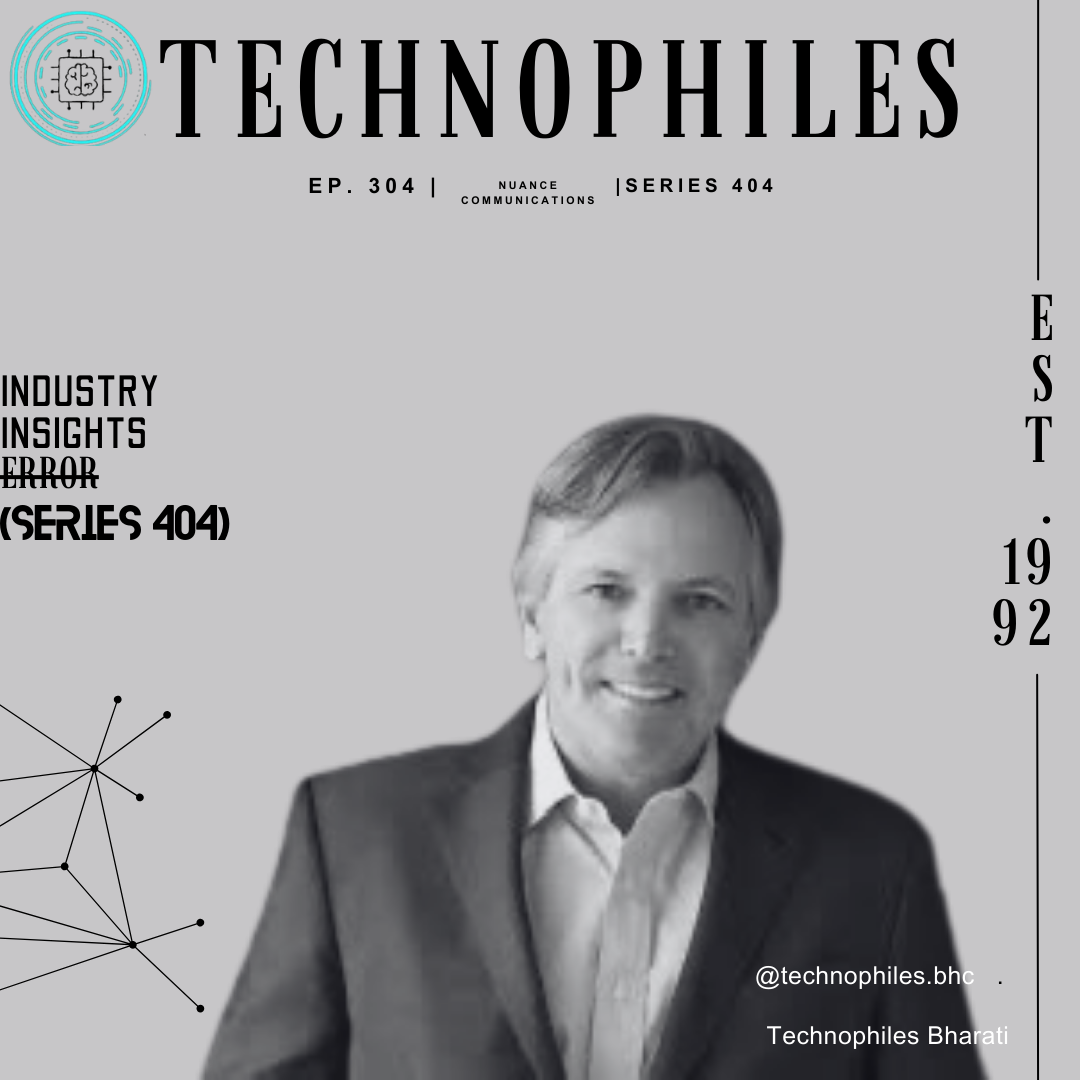 TECHNOPHILES
EP. 304 |
NUANCE
COMMUNICATIONS
|SERIES 404
INDUSTRY
INSIGHTS
ERROR
(SERIES 404)
E
S
T
.
19
92
@technophiles.bhc .
Technophiles Bharati